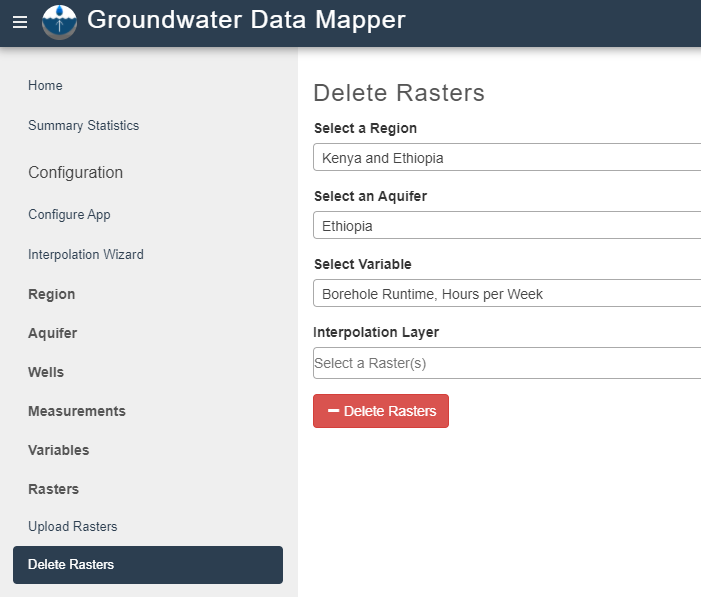 Groundwater Data Mapper
Home
Summary Statistics
Configuration
Configure App
Interpolation Wizard
Region
Aquifer
Wells
Measurements
Variables
Rasters
Upload Rasters
Delete Rasters
Delete Rasters
Select a Region
Kenya and Ethiopia
Select an Aquifer
Ethiopia
Select Variable
Borehole Runtime, Hours per Week
Interpolation Layer
Select a Raster(s)
Delete Rasters